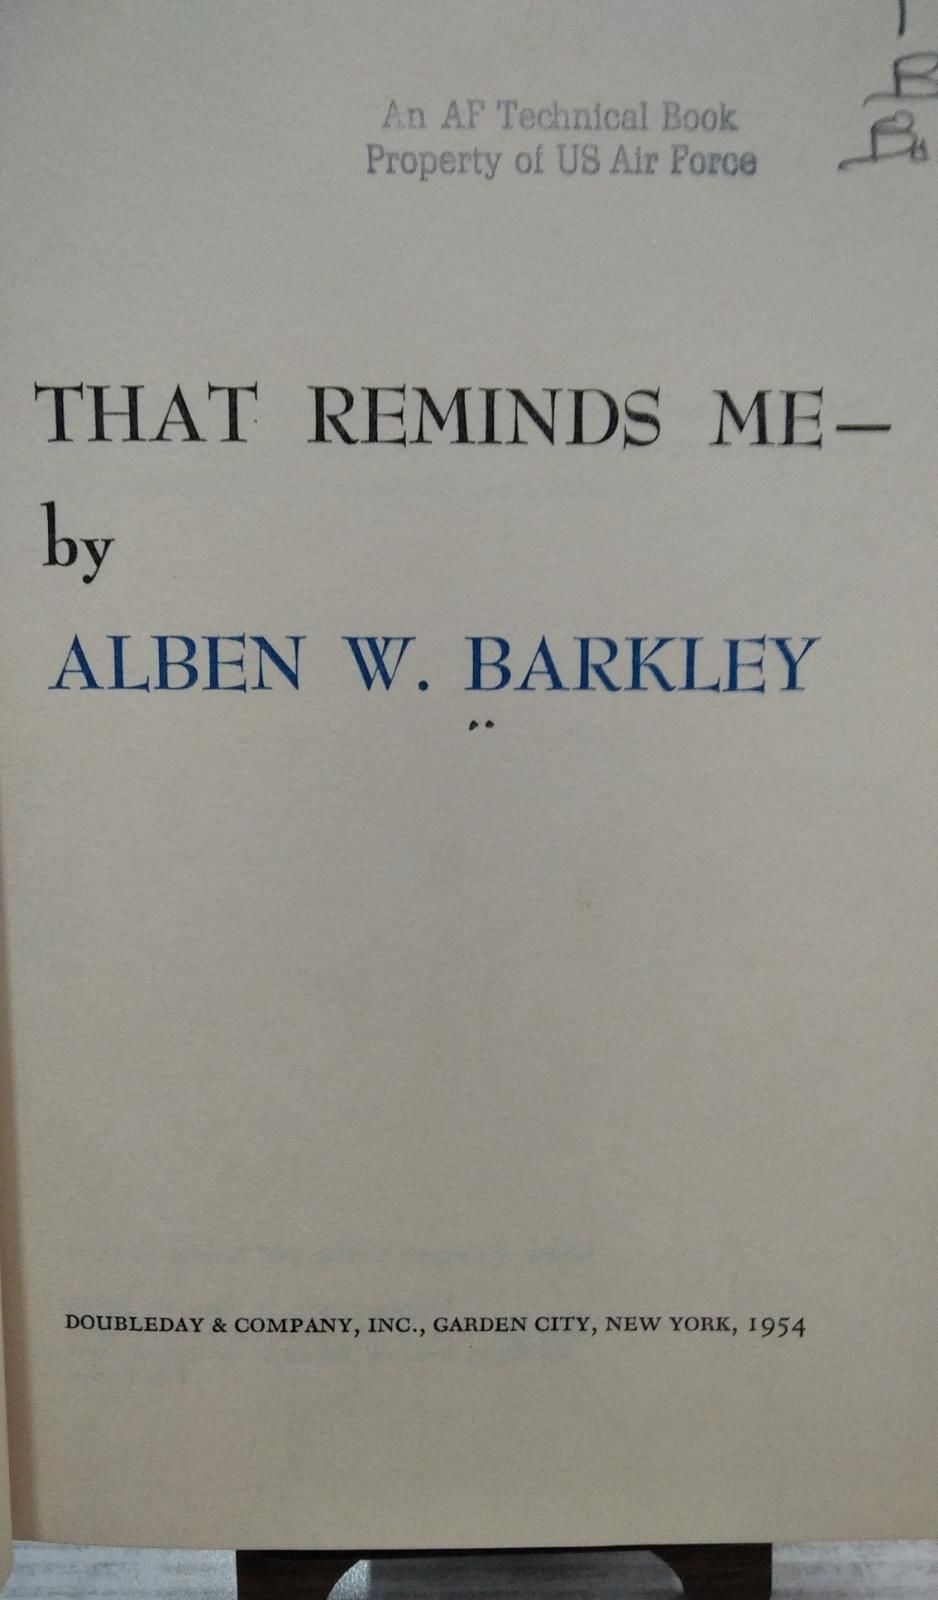 An AF Technical Book
Property of US Air Force
B
THAT REMINDS ME—
by
ALBEN W. BARKLEY
DOUBLEDAY & COMPANY, INC., GARDEN CITY, NEW YORK, 1954